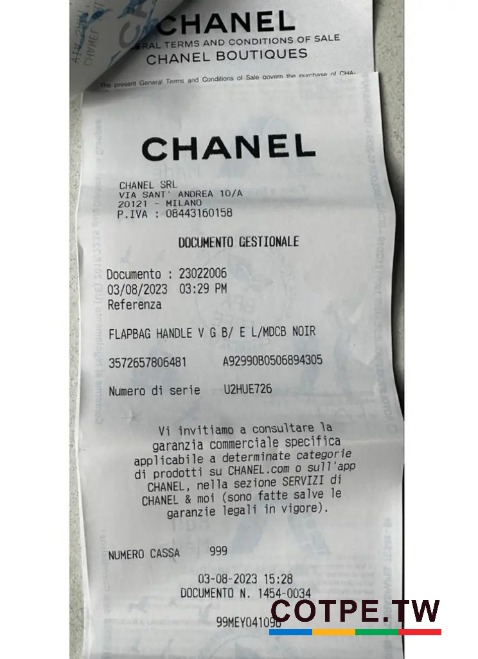 CHANEL
TERMS AND CONDITIONS OF SALE
CHANEL BOUTIQUES
The present General Terms and Conditions of Sale govern the purchase of CHA-
CHANEL
CHANEL SRL
VIA SANT' ANDREA 10/A
20121 - MILANO
P.IVA : 08443160158
DOCUMENTO GESTIONALE
Documento : 23022006
03/08/2023 03:29 PM
Referenza
FLAPBAG HANDLE V G B/ E L/MDCB NOIR
3572657806481 A92990B0506894305
Numero di serie U2HUE726
Vi invitiamo a consultare la
garanzia commerciale specifica
applicabile a determinate categorie
di prodotti su CHANEL.com o sull'app
CHANEL, nella sezione SERVIZI di
CHANEL & moi (sono fatte salve le
garanzie legali in vigore).
NUMERO CASSA 999
03-08-2023 15:28
DOCUMENTO N. 1454-0034
99MEY041096
COTPE.TW